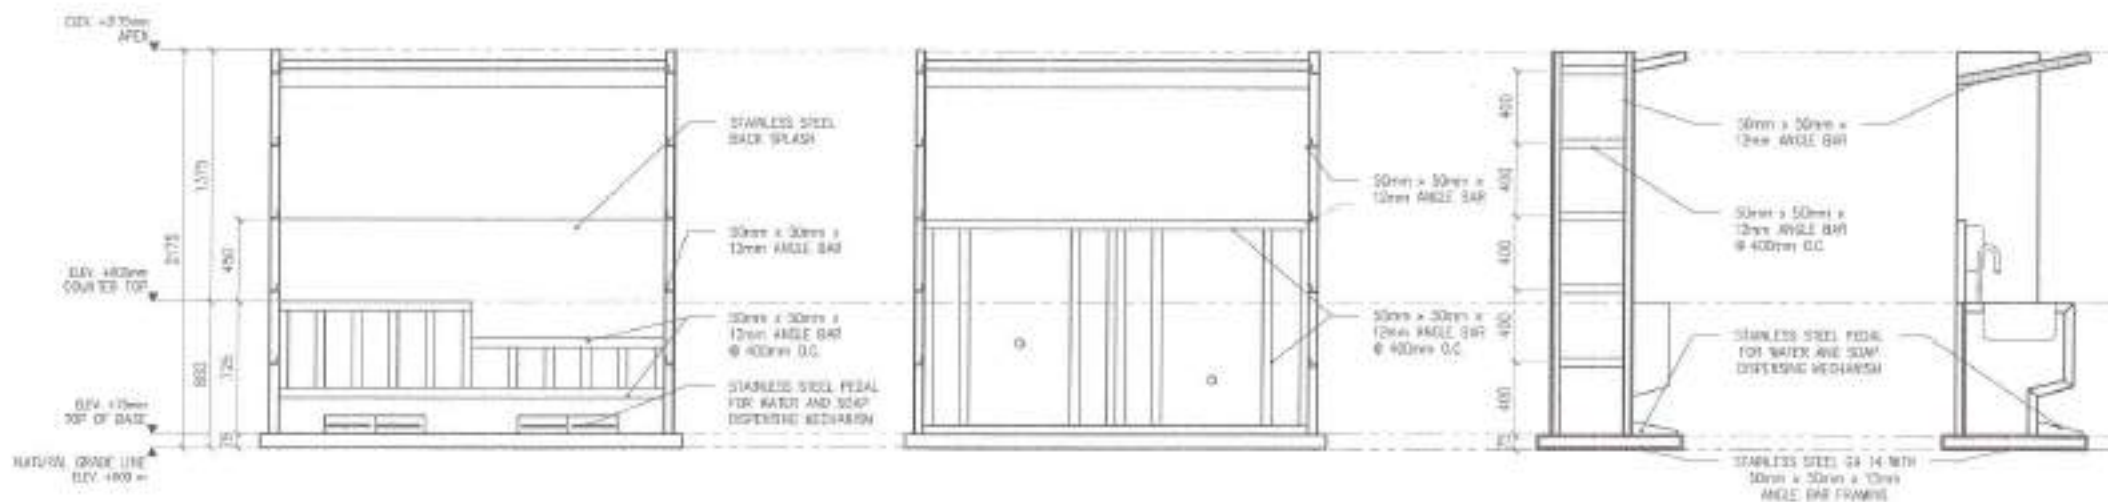 APEX
2175
1375
450
ELEV. +800mm
COUNTER TOP
800
725
ELEV. +75mm
TOP OF BASE
75
NATURAL GRADE LINE
STAINLESS STEEL
BACK SPLASH
50mm x 50mm x
12mm ANGLE BAR
50mm x 50mm x
12mm ANGLE BAR
@ 400mm O.C.
STAINLESS STEEL PEDAL
FOR WATER AND SOAP
DISPENSING MECHANISM
50mm x 50mm x
12mm ANGLE BAR
50mm x 50mm x
12mm ANGLE BAR
@ 400mm O.C.
400
400
400
400
400
50mm x 50mm x
12mm ANGLE BAR
50mm x 50mm x
12mm ANGLE BAR
@ 400mm O.C.
STAINLESS STEEL PEDAL
FOR WATER AND SOAP
DISPENSING MECHANISM
STAINLESS STEEL GA 14 WITH
50mm x 50mm x
ANGLE BAR FRAMING